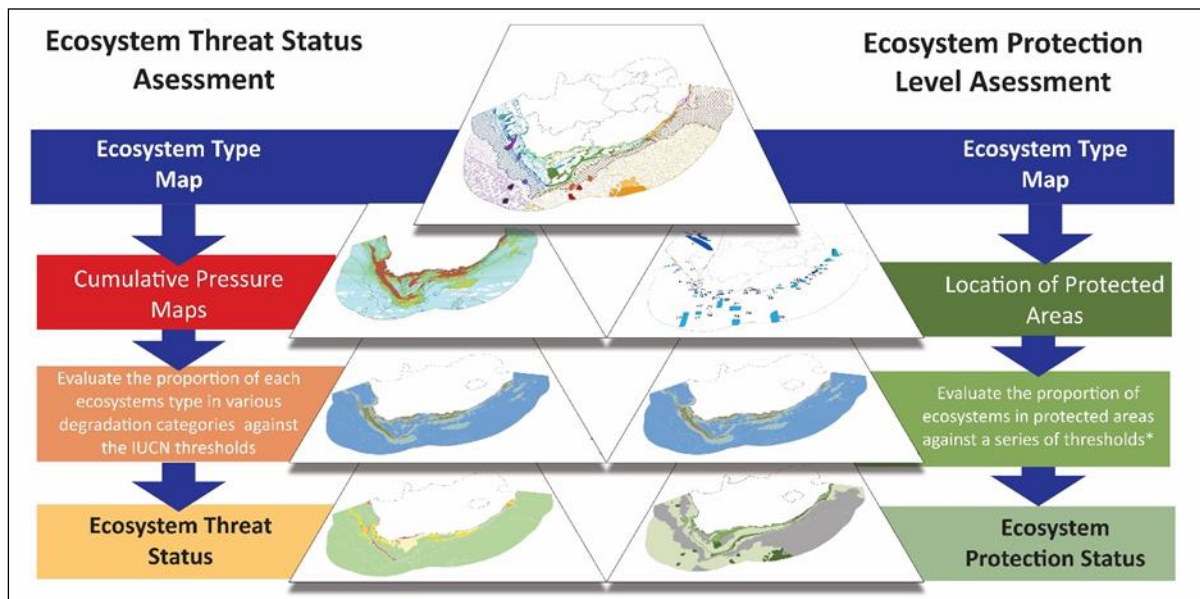 Ecosystem Threat Status
Asessment
Ecosystem Type
Map
Cumulative Pressure
Maps
Evaluate the proportion of each
ecosystems type in various
degradation categories against
the IUCN thresholds
Ecosystem Threat
Status
Ecosystem Protection
Level Asessment
Ecosystem Type
Map
Location of Protected
Areas
Evaluate the proportion of
ecosystems in protected areas
against a series of thresholds*
Ecosystem
Protection Status